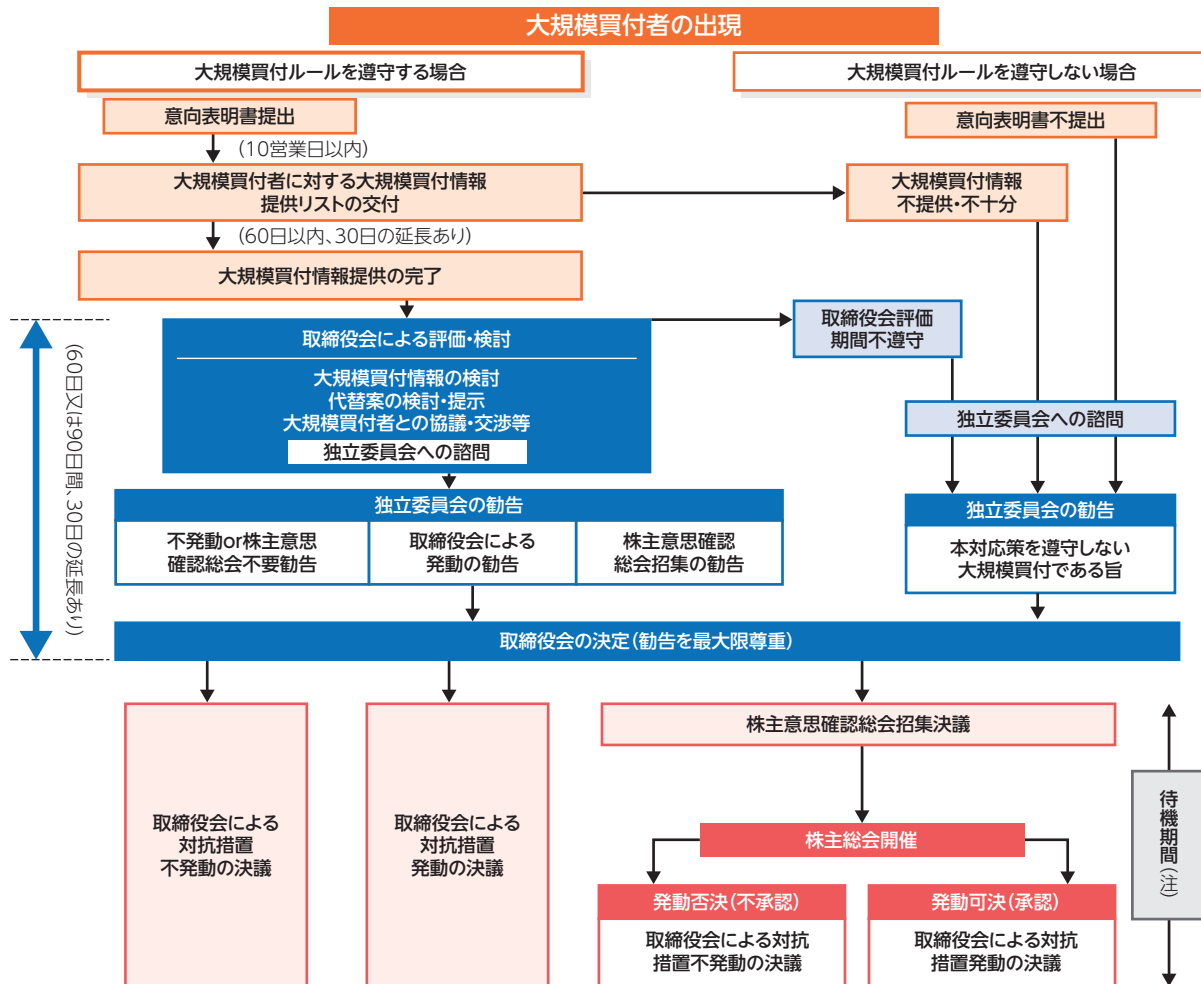 大規模買付者の出現
大規模買付ルールを遵守する場合
大規模買付ルールを遵守しない場合
意向表明書提出
意向表明書不提出
(10営業日以内)
大規模買付者に対する大規模買付情報
提供リストの交付
大規模買付情報
不提供・不十分
(60日以内、30日の延長あり)
大規模買付情報提供の完了
(60日又は90日間、30日の延長あり)
取締役会による評価・検討
大規模買付情報の検討
代替案の検討・提示
大規模買付者との協議・交渉等
独立委員会への諮問
取締役会評価
期間不遵守
独立委員会への諮問
独立委員会の勧告
不発動or株主意思
確認総会不要勧告
取締役会による
発動の勧告
株主意思確認
総会招集の勧告
独立委員会の勧告
本対応策を遵守しない
大規模買付である旨
取締役会の決定(勧告を最大限尊重)
取締役会による
対抗措置
不発動の決議
取締役会による
対抗措置
発動の決議
株主意思確認総会招集決議
株主総会開催
発動否決(不承認)
取締役会による対抗
措置不発動の決議
発動可決(承認)
取締役会による対抗
措置発動の決議
待機期間(注)